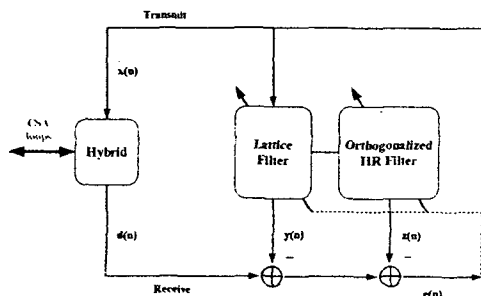 Transmit
x(n)
CSA
loops
Hybrid
Lattice
Filter
Orthogonalized
IIR Filter
d(n)
y(n)
z(n)
−
−
Receive
e(n)